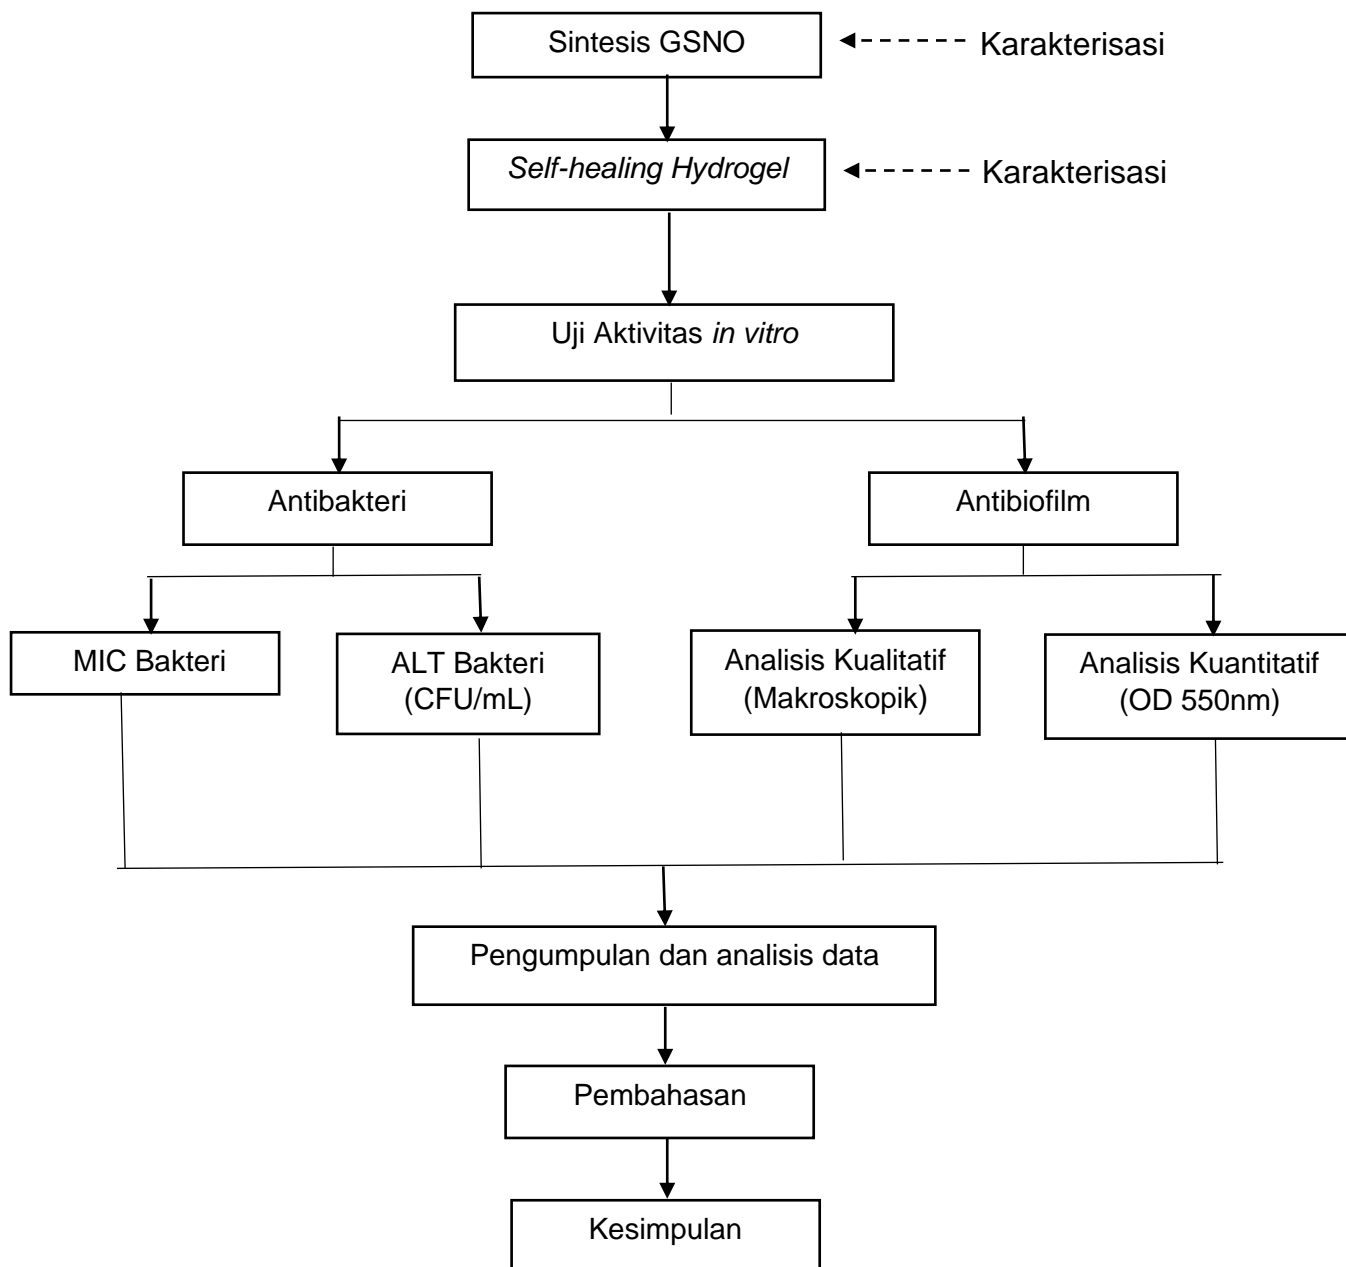 Sintesis GSNO
Karakterisasi
Self-healing Hydrogel
Karakterisasi
Uji Aktivitas in vitro
Antibakteri
Antibiofilm
MIC Bakteri
ALT Bakteri
(CFU/mL)
Analisis Kualitatif
(Makroskopik)
Analisis Kuantitatif
(OD 550nm)
Pengumpulan dan analisis data
Pembahasan
Kesimpulan